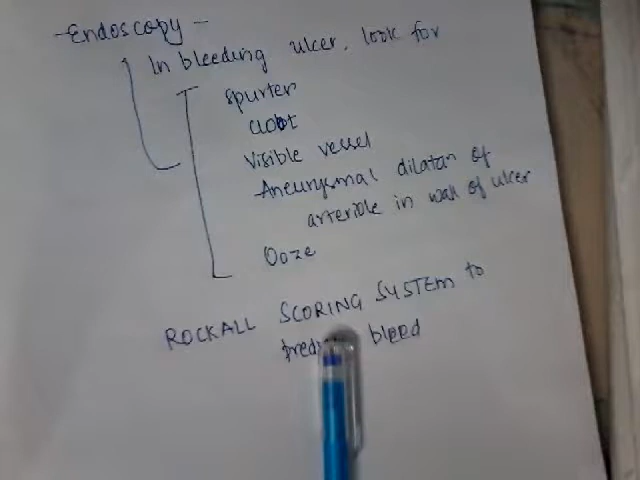 - Endoscopy -
In bleeding ulcer, look for
spurter
clot
visible vessel
Aneurysmal dilatan of
arteriole in wall of ulcer
Ooze
ROCKALL SCORING SYSTEM to
bleed